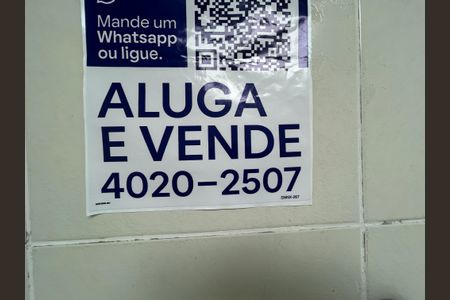 Mande um
Whatsapp
ou ligue.
ALUGA
E VENDE
4020-2507